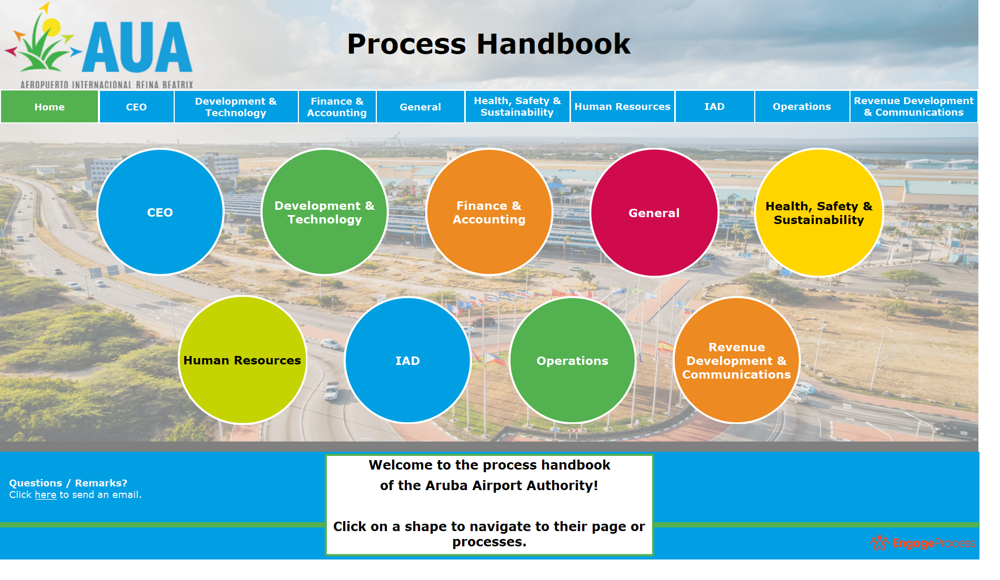 AUA
AEROPUERTO INTERNACIONAL REINA BEATRIX
Process Handbook
Home
CEO
Development &
Technology
Finance &
Accounting
General
Health, Safety &
Sustainability
Human Resources
IAD
Operations
Revenue Development
& Communications
CEO
Development &
Technology
Finance &
Accounting
General
Health, Safety &
Sustainability
AUA
Human Resources
IAD
Operations
Revenue
Development &
Communications
Welcome to the process handbook
of the Aruba Airport Authority!
Click on a shape to navigate to their page or
processes.
Questions / Remarks?
Click here to send an email.
EngageProcess